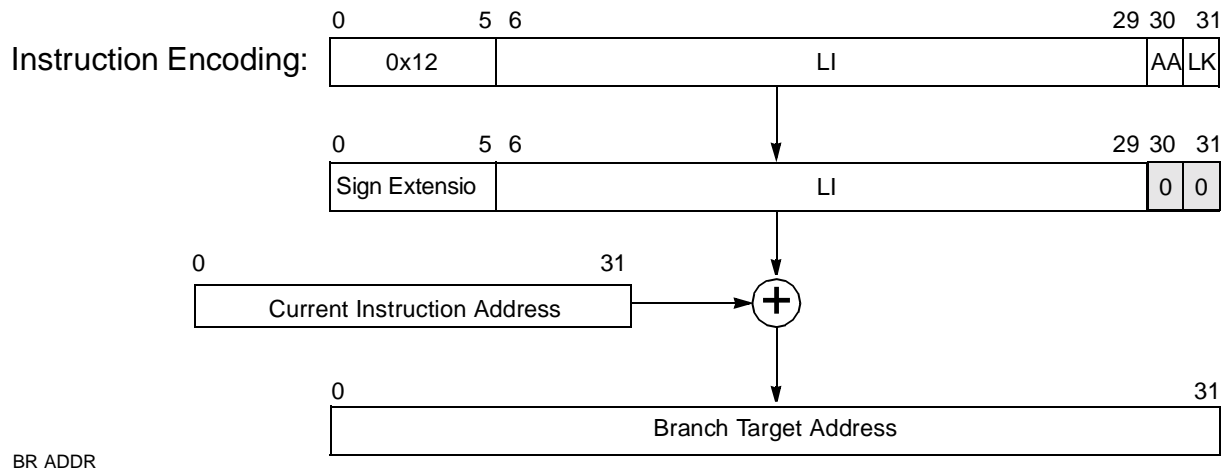 0 5 6 29 30 31
Instruction Encoding: 0x12 LI AA LK
0 5 6 29 30 31
Sign Extensio LI 0 0
0 31
Current Instruction Address +
0 31
Branch Target Address
BR ADDR